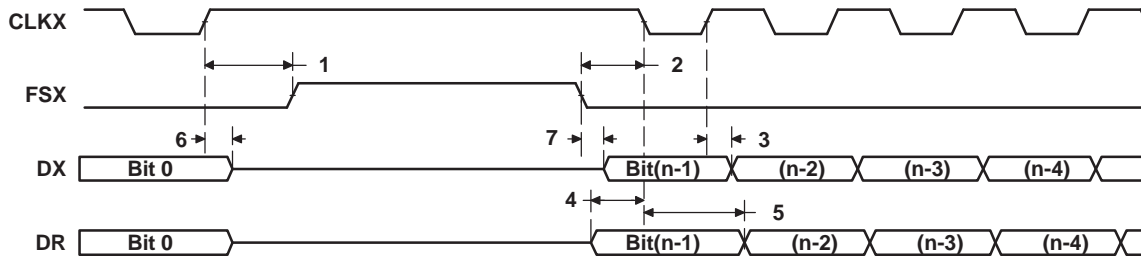 CLKX
1
2
FSX
6
7
3
DX
Bit 0
Bit(n-1)
(n-2)
(n-3)
(n-4)
4
5
DR
Bit 0
Bit(n-1)
(n-2)
(n-3)
(n-4)